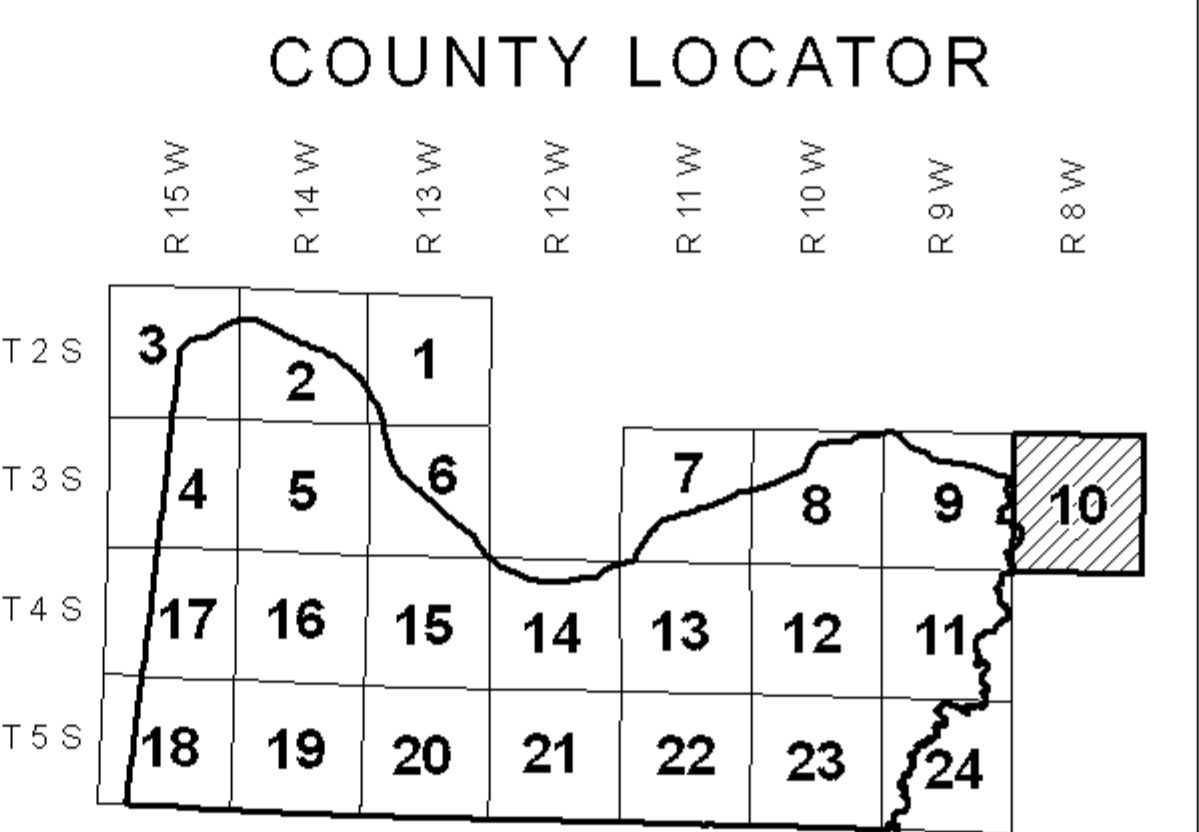 COUNTY LOCATOR
R 15 W R 14 W R 13 W R 12 W R 11 W R 10 W R 9 W R 8 W
T 2 S 3 2 1
T 3 S 4 5 6 7 8 9 10
T 4 S 17 16 15 14 13 12 11
T 5 S 18 19 20 21 22 23 24